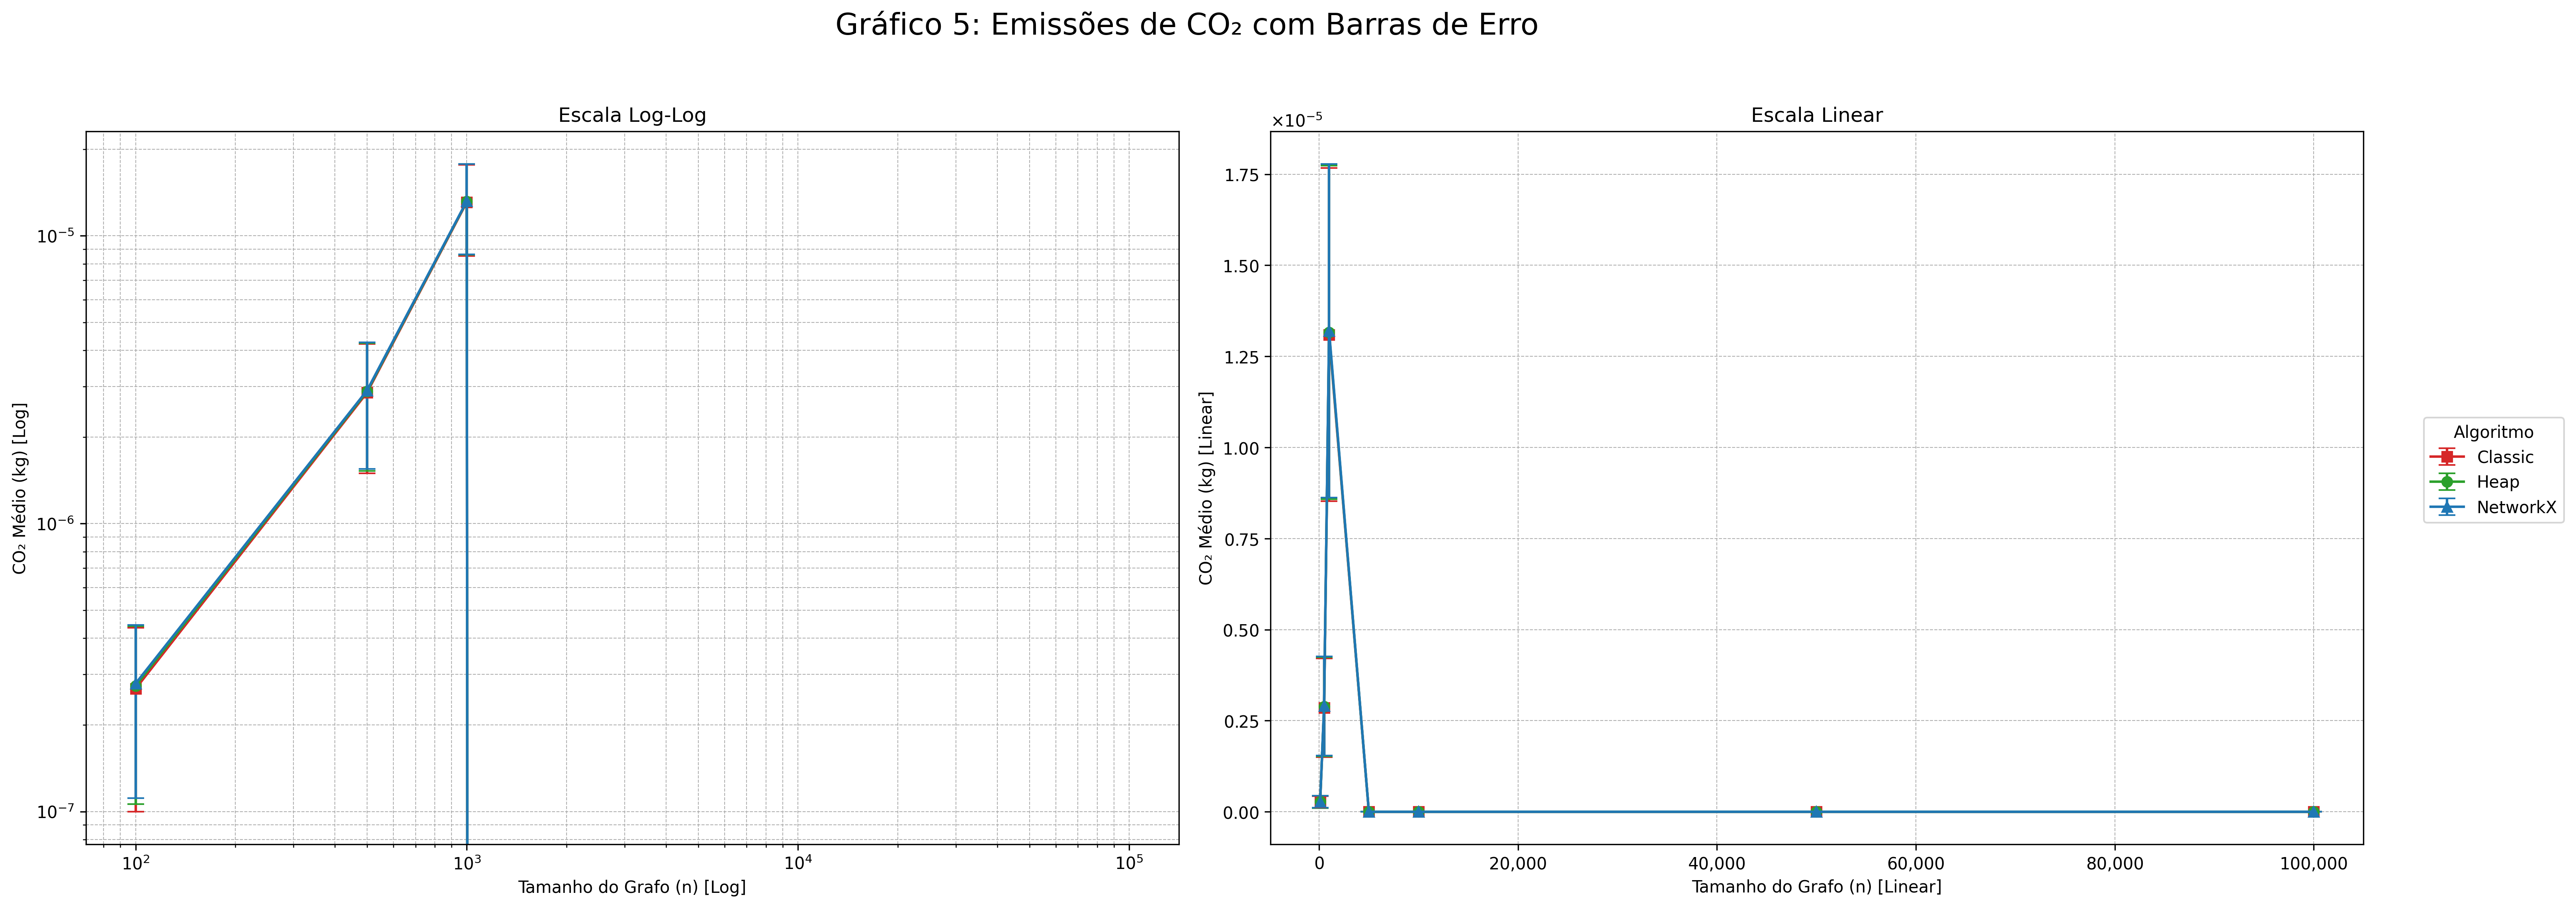 Gráfico 5: Emissões de CO₂ com Barras de Erro
Escala Log-Log
CO₂ Médio (kg) [Log]
10⁻⁵
10⁻⁶
10⁻⁷
10²
10³
10⁴
10⁵
Tamanho do Grafo (n) [Log]
Escala Linear
×10⁻⁵
CO₂ Médio (kg) [Linear]
1.75
1.50
1.25
1.00
0.75
0.50
0.25
0.00
0
20,000
40,000
60,000
80,000
100,000
Tamanho do Grafo (n) [Linear]
Algoritmo
Classic
Heap
NetworkX